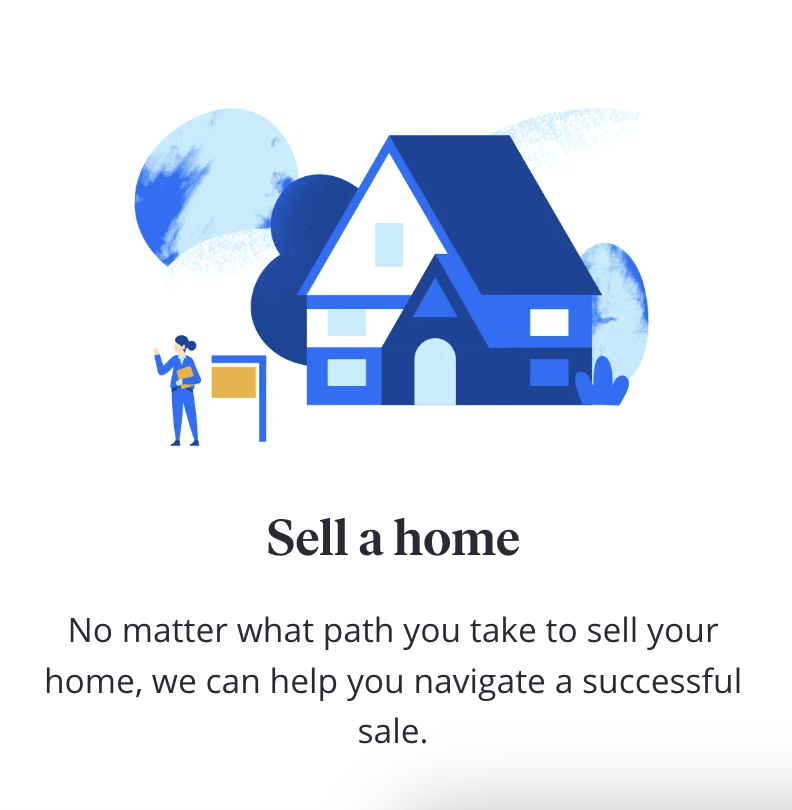 Sell a home
No matter what path you take to sell your
home, we can help you navigate a successful
sale.